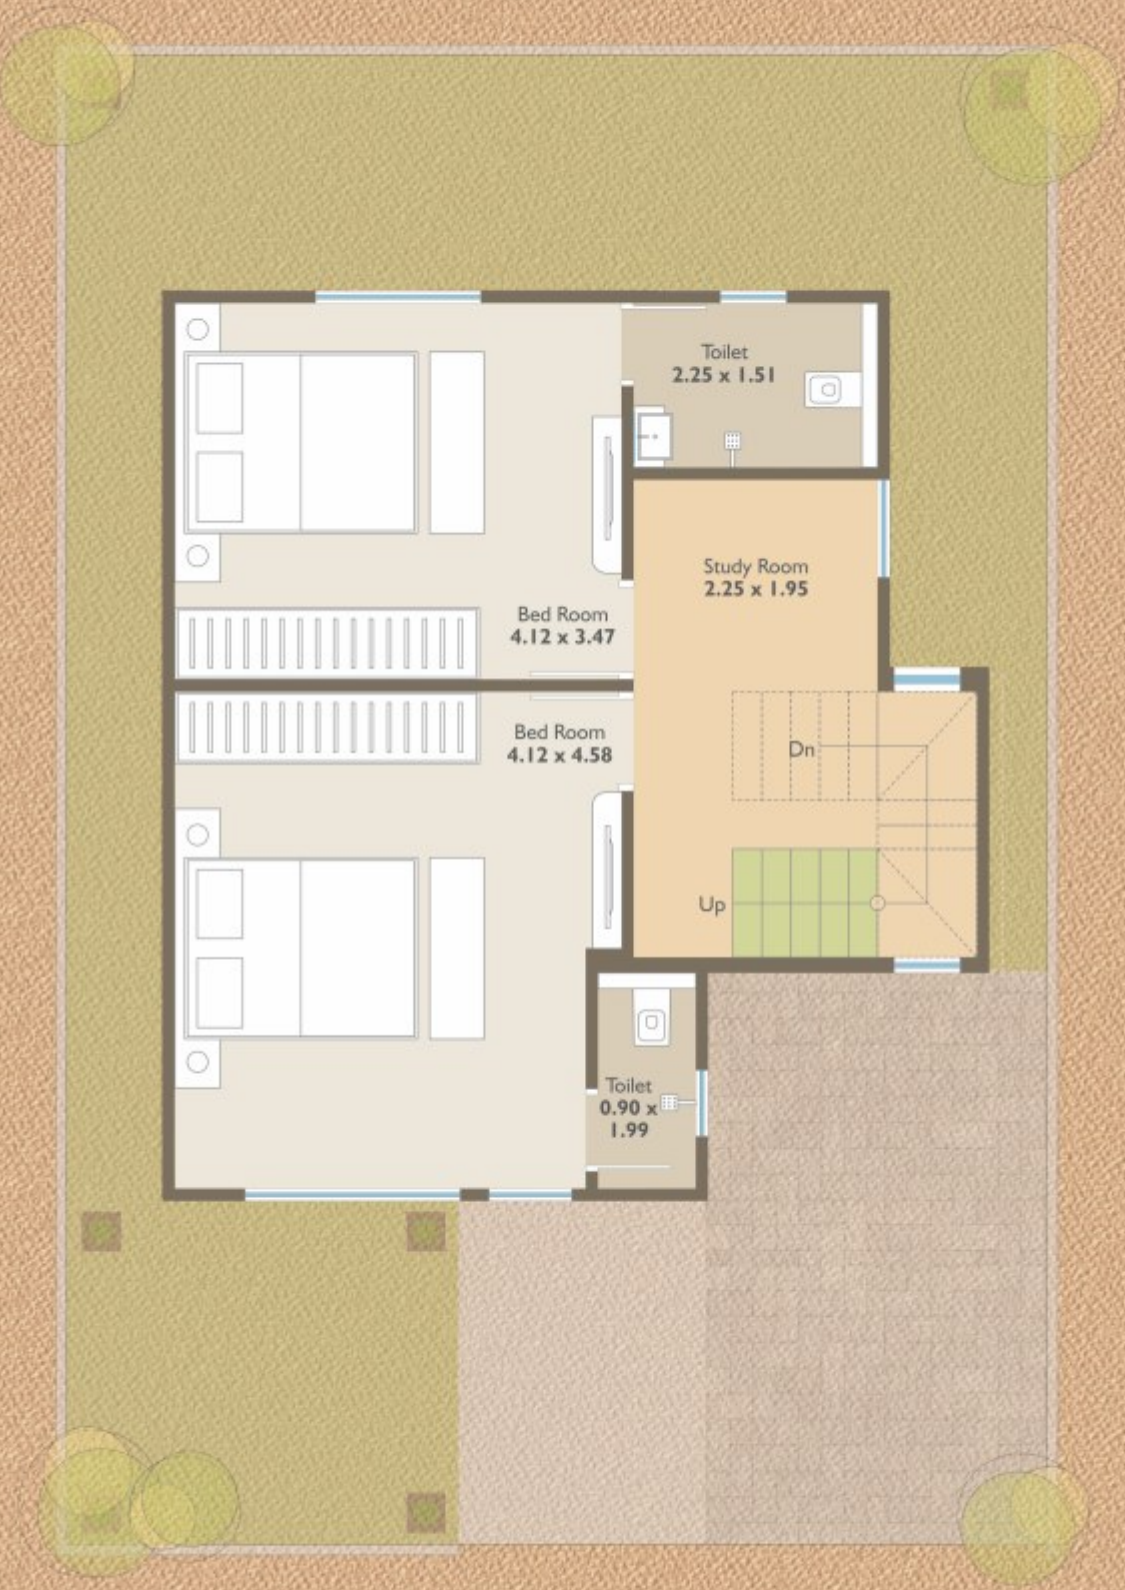 Toilet
2.25 x 1.51
Study Room
2.25 x 1.95
Bed Room
4.12 x 3.47
Bed Room
4.12 x 4.58
Dn
Up
Toilet
0.90 x
1.99